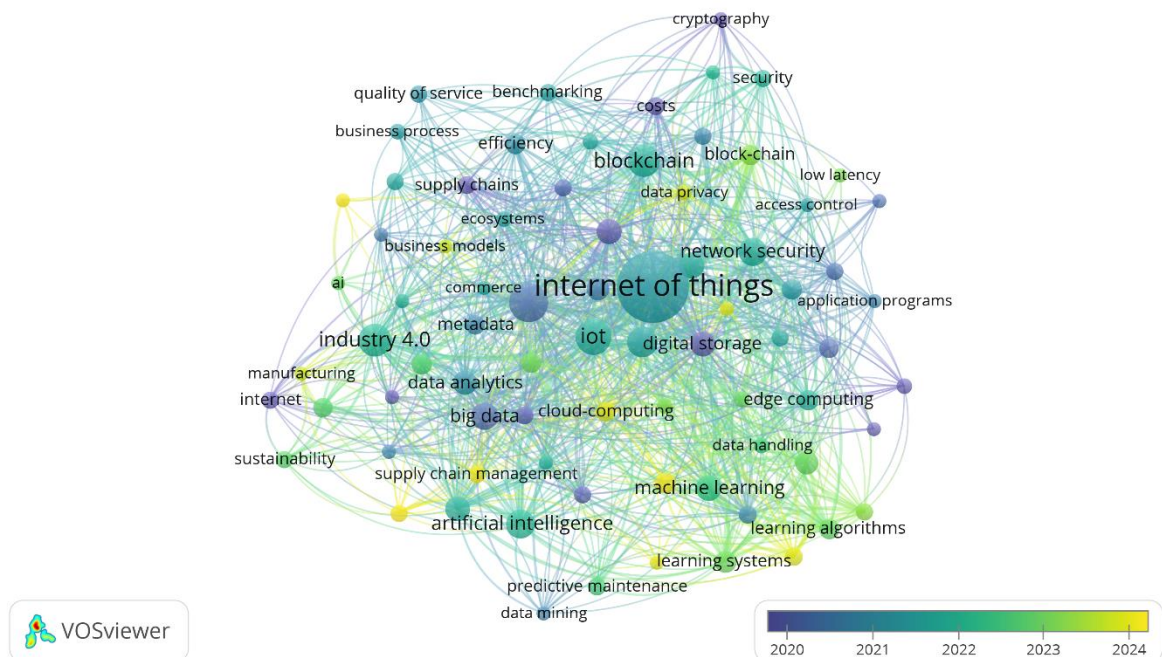 cryptography
security
quality of service
benchmarking
costs
business process
efficiency
blockchain
block-chain
low latency
supply chains
data privacy
access control
ecosystems
business models
network security
ai
commerce
internet of things
application programs
metadata
industry 4.0
iot
digital storage
manufacturing
data analytics
internet
edge computing
big data
cloud-computing
data handling
sustainability
supply chain management
machine learning
artificial intelligence
learning algorithms
learning systems
predictive maintenance
data mining
VOSviewer
2020
2021
2022
2023
2024